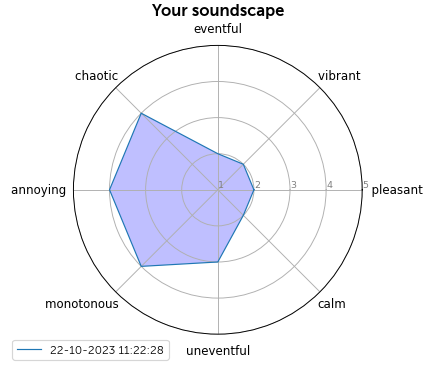 Your soundscape
eventful
chaotic
vibrant
annoying
1 2 3 4 5
pleasant
monotonous
calm
uneventful
22-10-2023 11:22:28